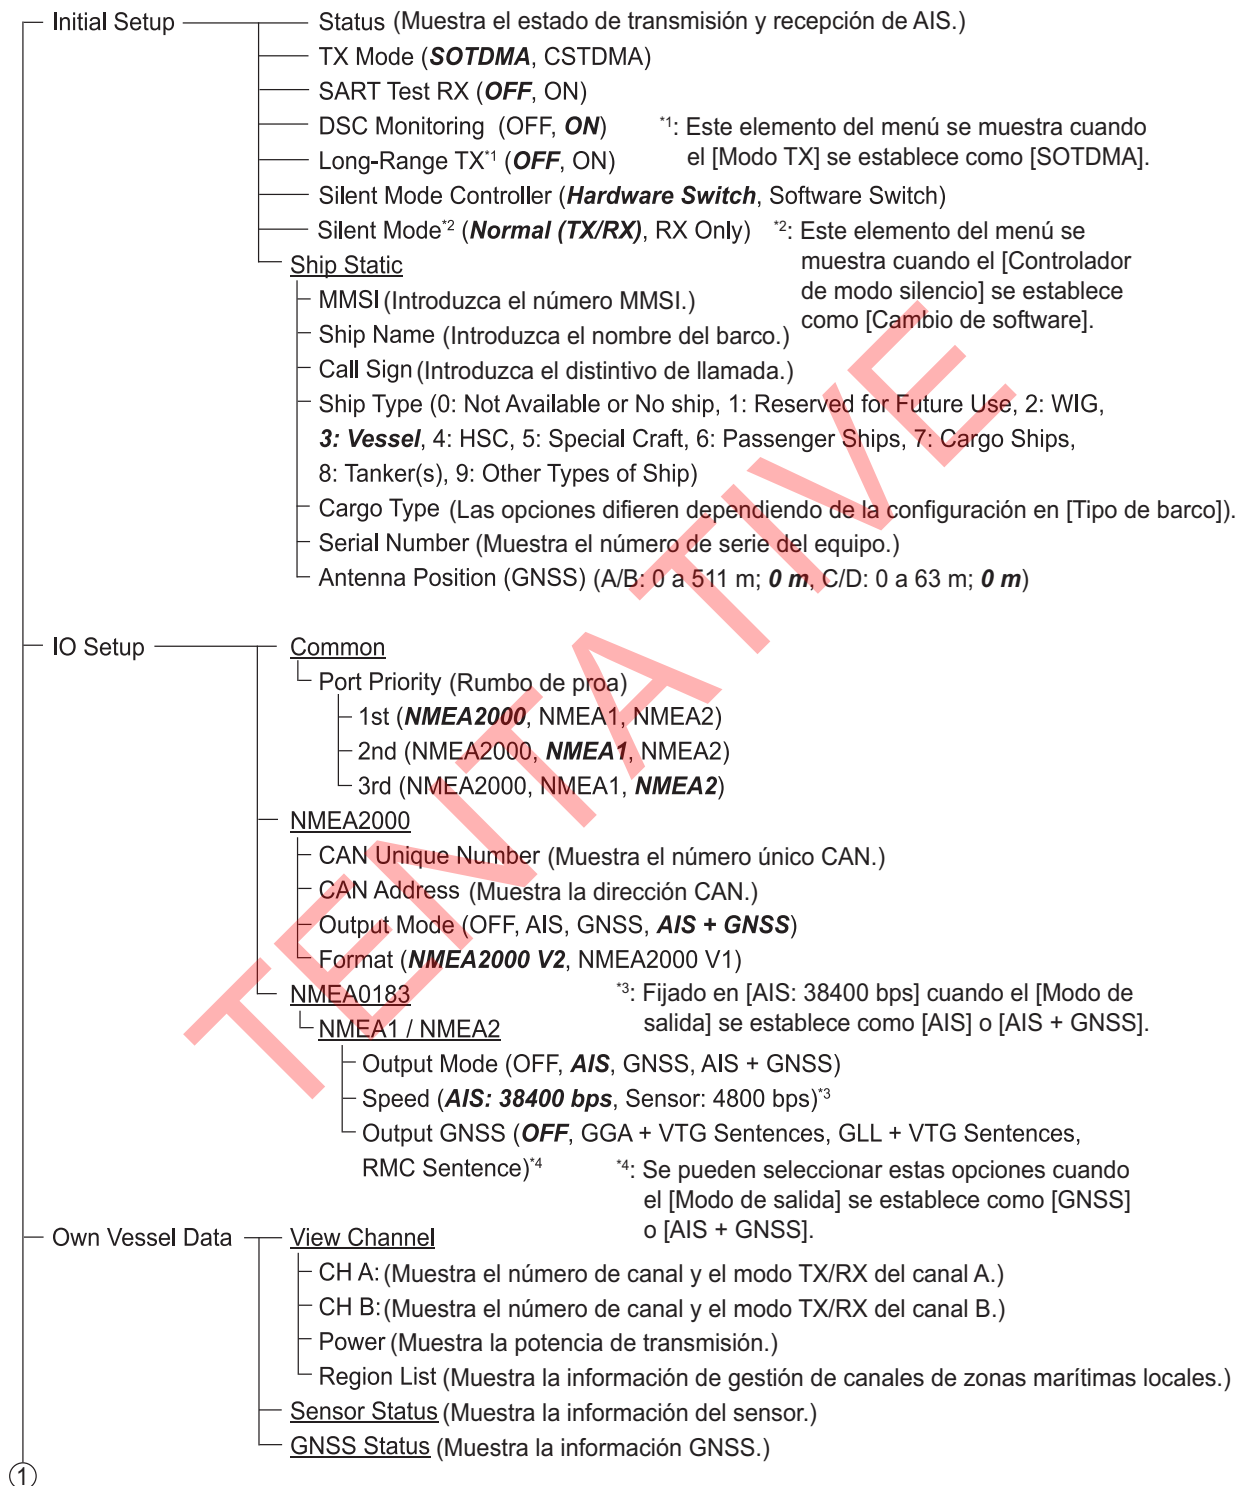 Initial Setup
Status (Muestra el estado de transmisión y recepción de AIS.)
TX Mode (SOTDMA, CSTDMA)
SART Test RX (OFF, ON)
DSC Monitoring (OFF, ON)
*1: Este elemento del menú se muestra cuando
el [Modo TX] se establece como [SOTDMA].
Long-Range TX*1 (OFF, ON)
Silent Mode Controller (Hardware Switch, Software Switch)
Silent Mode*2 (Normal (TX/RX), RX Only)
*2: Este elemento del menú se
muestra cuando el [Controlador
de modo silencio] se establece
como [Cambio de software].
Ship Static
MMSI (Introduzca el número MMSI.)
Ship Name (Introduzca el nombre del barco.)
Call Sign (Introduzca el distintivo de llamada.)
Ship Type (0: Not Available or No ship, 1: Reserved for Future Use, 2: WIG,
3: Vessel, 4: HSC, 5: Special Craft, 6: Passenger Ships, 7: Cargo Ships,
8: Tanker(s), 9: Other Types of Ship)
Cargo Type (Las opciones difieren dependiendo de la configuración en [Tipo de barco]).
Serial Number (Muestra el número de serie del equipo.)
Antenna Position (GNSS) (A/B: 0 a 511 m; 0 m, C/D: 0 a 63 m; 0 m)
IO Setup
Common
Port Priority (Rumbo de proa)
1st (NMEA2000, NMEA1, NMEA2)
2nd (NMEA2000, NMEA1, NMEA2)
3rd (NMEA2000, NMEA1, NMEA2)
NMEA2000
CAN Unique Number (Muestra el número único CAN.)
CAN Address (Muestra la dirección CAN.)
Output Mode (OFF, AIS, GNSS, AIS + GNSS)
Format (NMEA2000 V2, NMEA2000 V1)
NMEA0183
*3: Fijado en [AIS: 38400 bps] cuando el [Modo de
salida] se establece como [AIS] o [AIS + GNSS].
NMEA1 / NMEA2
Output Mode (OFF, AIS, GNSS, AIS + GNSS)
Speed (AIS: 38400 bps, Sensor: 4800 bps)*3
Output GNSS (OFF, GGA + VTG Sentences, GLL + VTG Sentences,
RMC Sentence)*4
*4: Se pueden seleccionar estas opciones cuando
el [Modo de salida] se establece como [GNSS]
o [AIS + GNSS].
Own Vessel Data
View Channel
CH A: (Muestra el número de canal y el modo TX/RX del canal A.)
CH B: (Muestra el número de canal y el modo TX/RX del canal B.)
Power (Muestra la potencia de transmisión.)
Region List (Muestra la información de gestión de canales de zonas marítimas locales.)
Sensor Status (Muestra la información del sensor.)
GNSS Status (Muestra la información GNSS.)
1
TENTATIVE